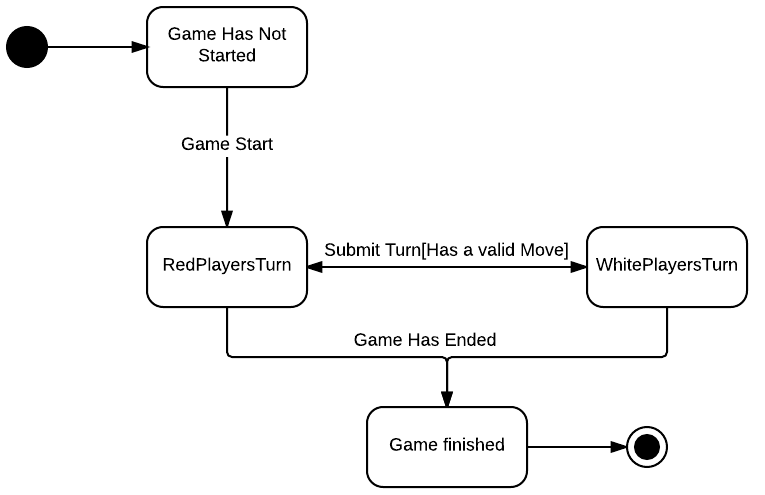 Game Has Not
Started
Game Start
Submit Turn[Has a valid Move]
RedPlayersTurn
WhitePlayersTurn
Game Has Ended
Game finished